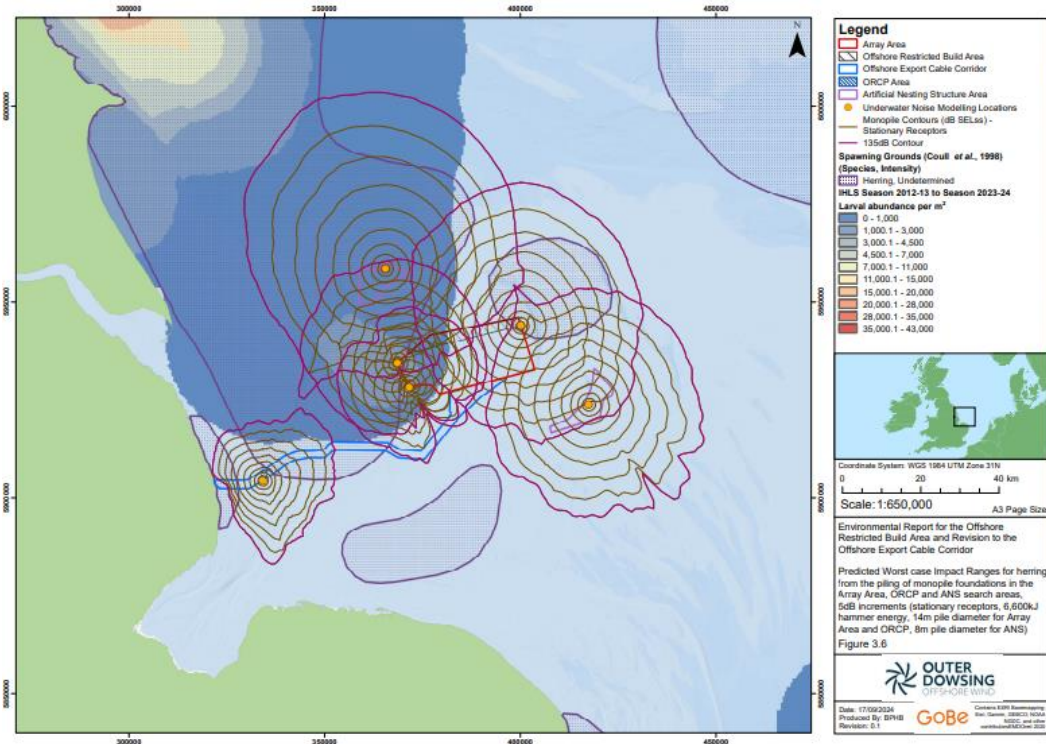 300000 350000 400000 450000
N
6000000
6000000
5950000
5950000
5900000
5900000
5850000
5850000
300000 350000 400000 450000
Legend
Array Area
Offshore Restricted Build Area
Offshore Export Cable Corridor
ORCP Area
Artificial Nesting Structure Area
Underwater Noise Modelling Locations
Monopile Contours (dB SELss) -
Stationary Receptors
135dB Contour
Spawning Grounds (Coull et al., 1998)
(Species, Intensity)
Herring, Undetermined
IHLS Season 2012-13 to Season 2023-24
Larval abundance per m²
0 - 1,000
1,000.1 - 3,000
3,000.1 - 4,500
4,500.1 - 7,000
7,000.1 - 11,000
11,000.1 - 15,000
15,000.1 - 20,000
20,000.1 - 28,000
28,000.1 - 35,000
35,000.1 - 43,000
Coordinate System: WGS 1984 UTM Zone 31N
0 20 40 km
Scale: 1:650,000
A3 Page Size
Environmental Report for the Offshore
Restricted Build Area and Revision to the
Offshore Export Cable Corridor
Predicted Worst case Impact Ranges for herring
from the piling of monopile foundations in the
Array Area, ORCP and ANS search areas,
5dB increments (stationary receptors, 6,600kJ
hammer energy, 14m pile diameter for Array
Area and ORCP, 8m pile diameter for ANS)
Figure 3.6
OUTER
DOWSING
OFFSHORE WIND
Date: 17/09/2024
Produced By: BPHB
Revision: 0.1
GoBe